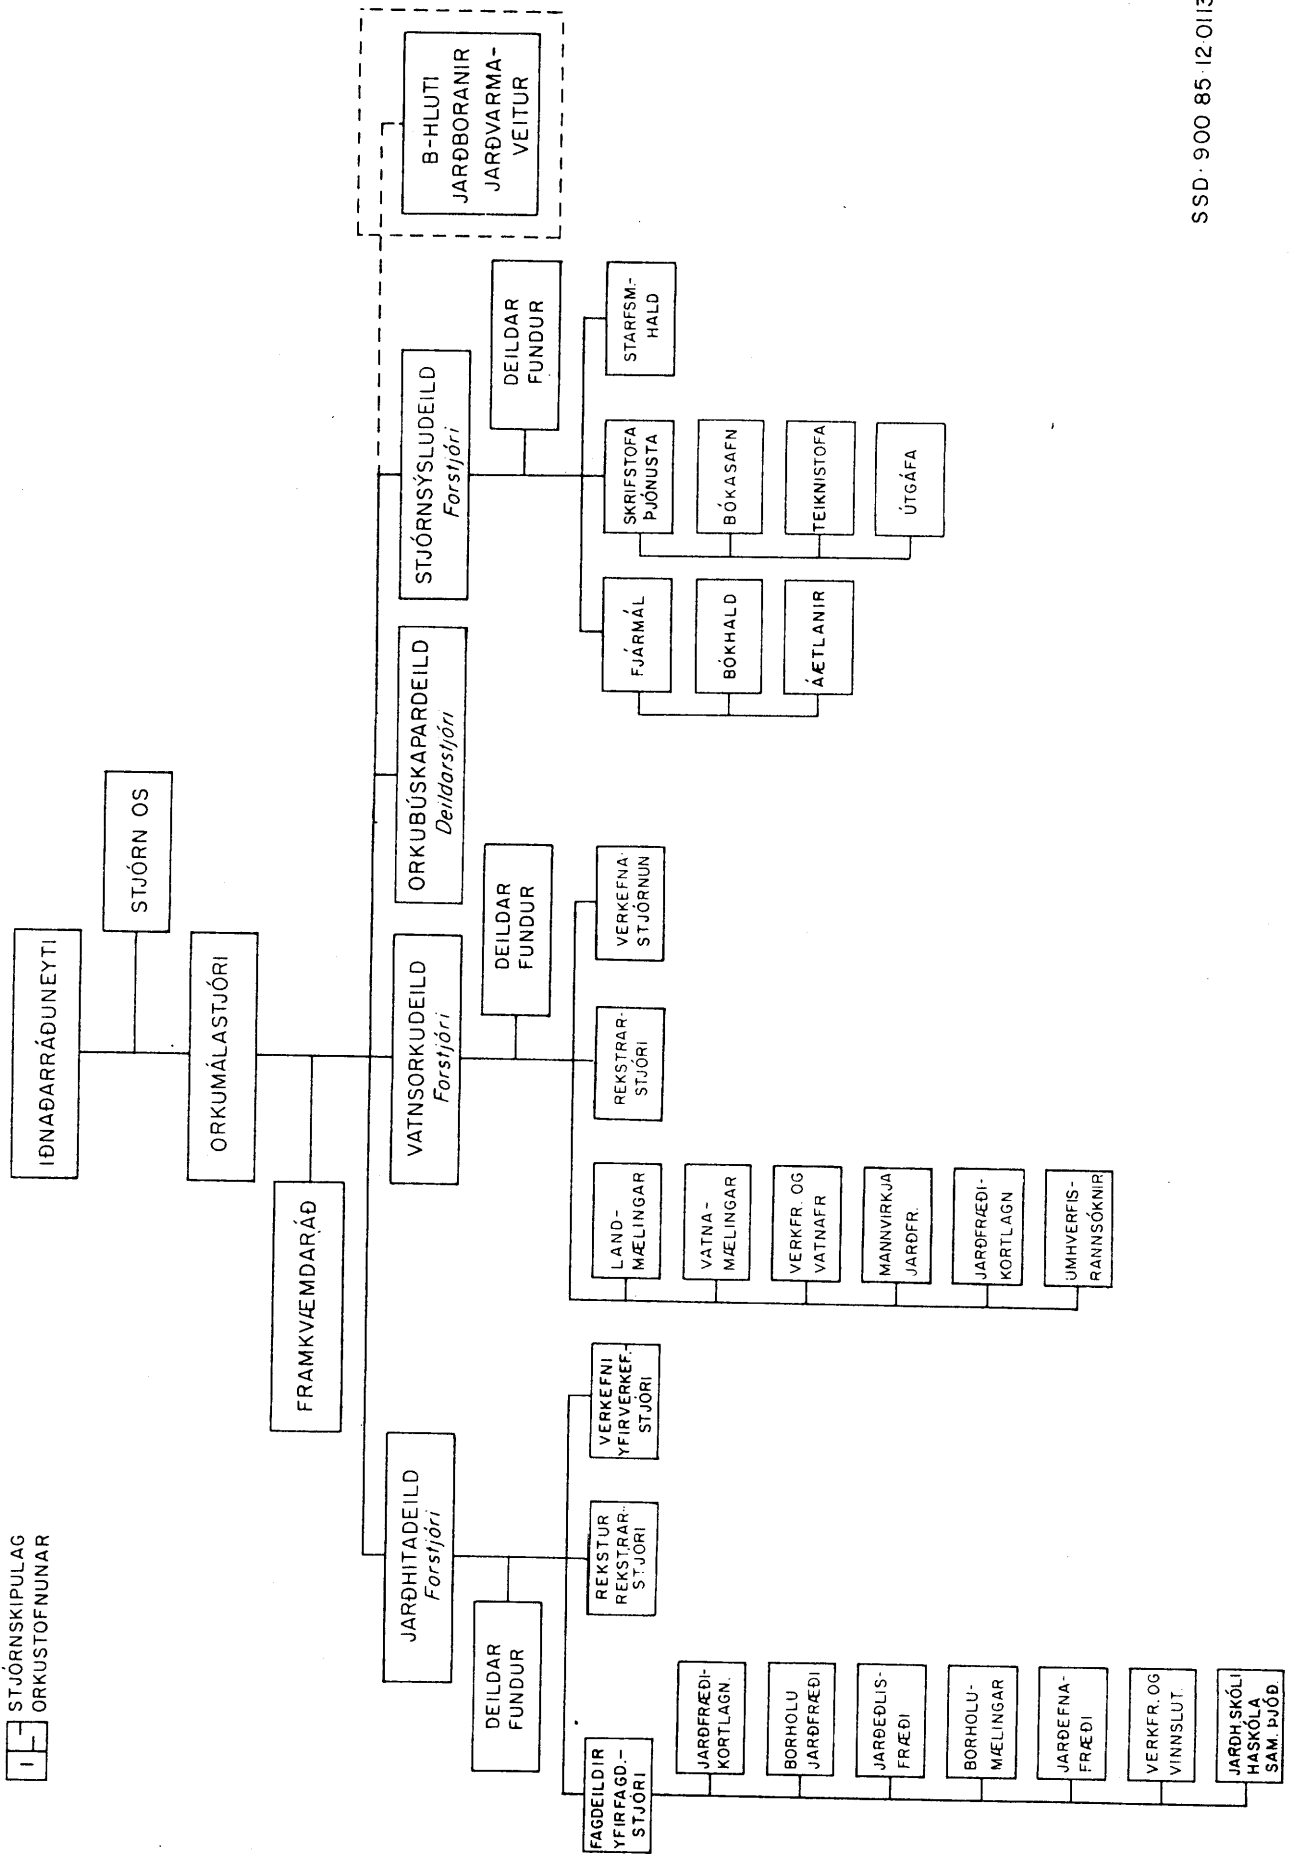 STJÓRNSKIPULAG
ORKUSTOFNUNAR
IÐNAÐARRÁÐUNEYTI
STJÓRN OS
ORKUMÁLASTJÓRI
FRAMKVÆMDARÁÐ
JARÐHITADEILD
Forstjóri
VATNSORKUDEILD
Forstjóri
ORKUBÚSKAPARDEILD
Deildarstjóri
STJÓRNSÝSLUDEILD
Forstjóri
B-HLUTI
JARÐBORANIR
JARÐVARMA-
VEITUR
DEILDAR
FUNDUR
DEILDAR
FUNDUR
DEILDAR
FUNDUR
FAGDEILDIR
YFIRFAGD.-
STJÓRI
REKSTUR
REKSTRAR-
STJÓRI
VERKEFNI
YFIRVERKEF.-
STJÓRI
JARÐFRÆÐI-
KORTLAGN.
BORHOLU
JARÐFRÆÐI
JARÐEÐLIS-
FRÆÐI
BORHOLU-
MÆLINGAR
JARÐEFNA-
FRÆÐI
VERKFR. OG
VINNSLUT.
JARÐH.SKÓLI
HASKÓLA
SAM. ÞJÓÐ.
LAND-
MÆLINGAR
REKSTRAR-
STJÓRI
VERKEFNA-
STJÓRNUN
VATNA-
MÆLINGAR
VERKFR. OG
VATNAFR
MANNVIRKJA
JARÐFR.
JARÐFRÆÐI-
KORTLAGN
UMHVERFIS-
RANNSÓKNIR
FJÁRMÁL
SKRIFSTOFA
ÞJÓNUSTA
STARFSM.-
HALD
BÓKHALD
ÁÆTLANIR
BÓKASAFN
TEIKNISTOFA
ÚTGÁFA
SSD·900 85·12·0113